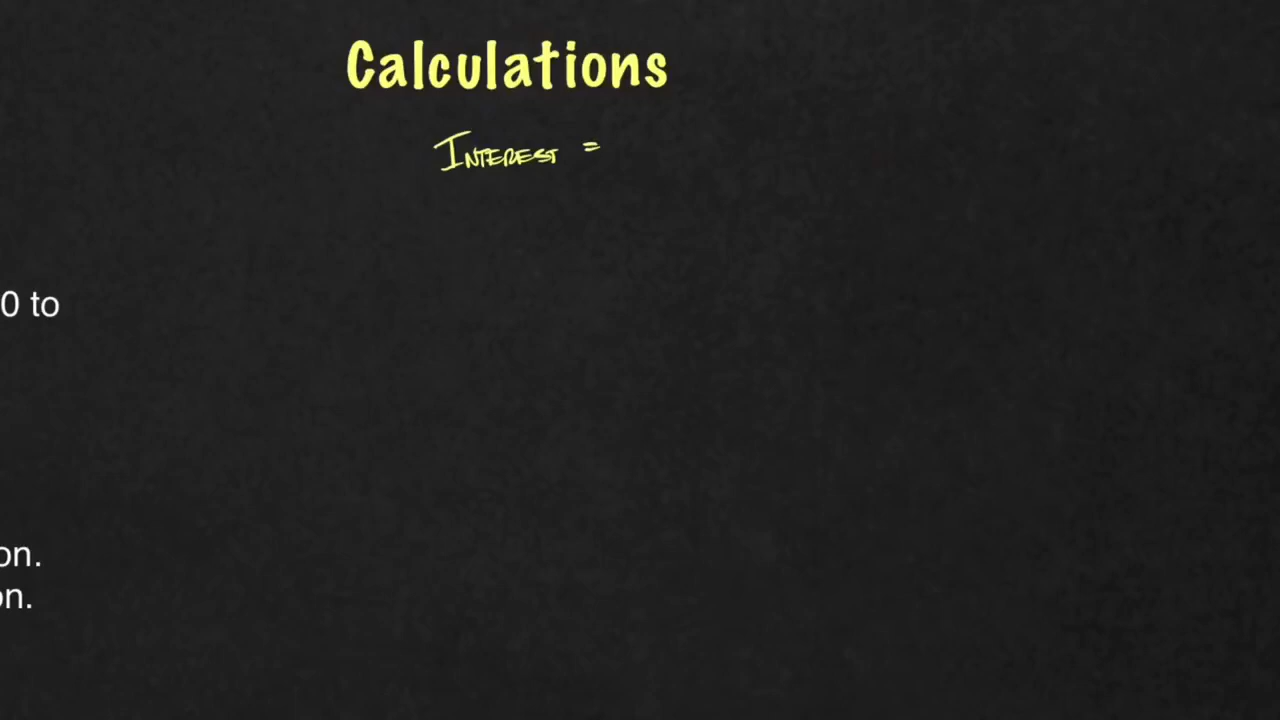 Calculations
INTEREST =
0 to
on.
on.